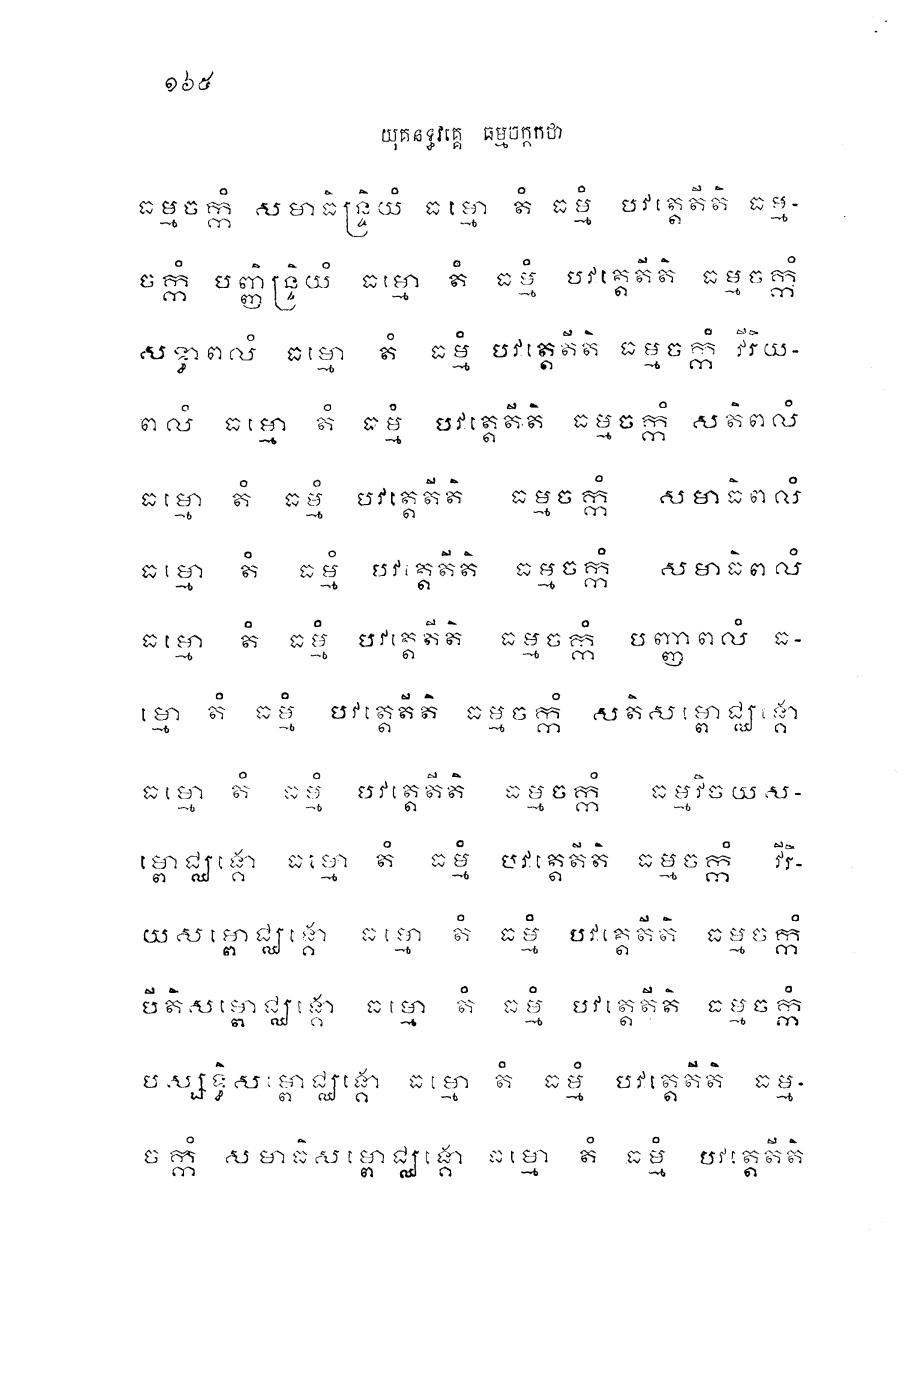 ១៦៥
យុគនទ្ធវគ្គេ ធម្មចក្កកថា
ធម្មចក្កំ សមាធិន្ទ្រិយំ ធម្មោ តំ ធម្មំ បវត្តេតីតិ ធម្ម-
ចក្កំ បញ្ញិន្ទ្រិយំ ធម្មោ តំ ធម្មំ បវត្តេតីតិ ធម្មចក្កំ
សទ្ធាពលំ ធម្មោ តំ ធម្មំ បវត្តេតីតិ ធម្មចក្កំ វីរិយ-
ពលំ ធម្មោ តំ ធម្មំ បវត្តេតីតិ ធម្មចក្កំ សតិពលំ
ធម្មោ តំ ធម្មំ បវត្តេតីតិ ធម្មចក្កំ សមាធិពលំ
ធម្មោ តំ ធម្មំ បវត្តេតីតិ ធម្មចក្កំ សមាធិពលំ
ធម្មោ តំ ធម្មំ បវត្តេតីតិ ធម្មចក្កំ បញ្ញាពលំ ធ-
ម្មោ តំ ធម្មំ បវត្តេតីតិ ធម្មចក្កំ សតិសម្ពោជ្ឈង្គោ
ធម្មោ តំ ធម្មំ បវត្តេតីតិ ធម្មចក្កំ ធម្មវិចយស-
ម្ពោជ្ឈង្គោ ធម្មោ តំ ធម្មំ បវត្តេតីតិ ធម្មចក្កំ វីរិ-
យសម្ពោជ្ឈង្គោ ធម្មោ តំ ធម្មំ បវត្តេតីតិ ធម្មចក្កំ
បីតិសម្ពោជ្ឈង្គោ ធម្មោ តំ ធម្មំ បវត្តេតីតិ ធម្មចក្កំ
បស្សទ្ធិសម្ពោជ្ឈង្គោ ធម្មោ តំ ធម្មំ បវត្តេតីតិ ធម្ម-
ចក្កំ សមាធិសម្ពោជ្ឈង្គោ ធម្មោ តំ ធម្មំ បវត្តេតីតិ